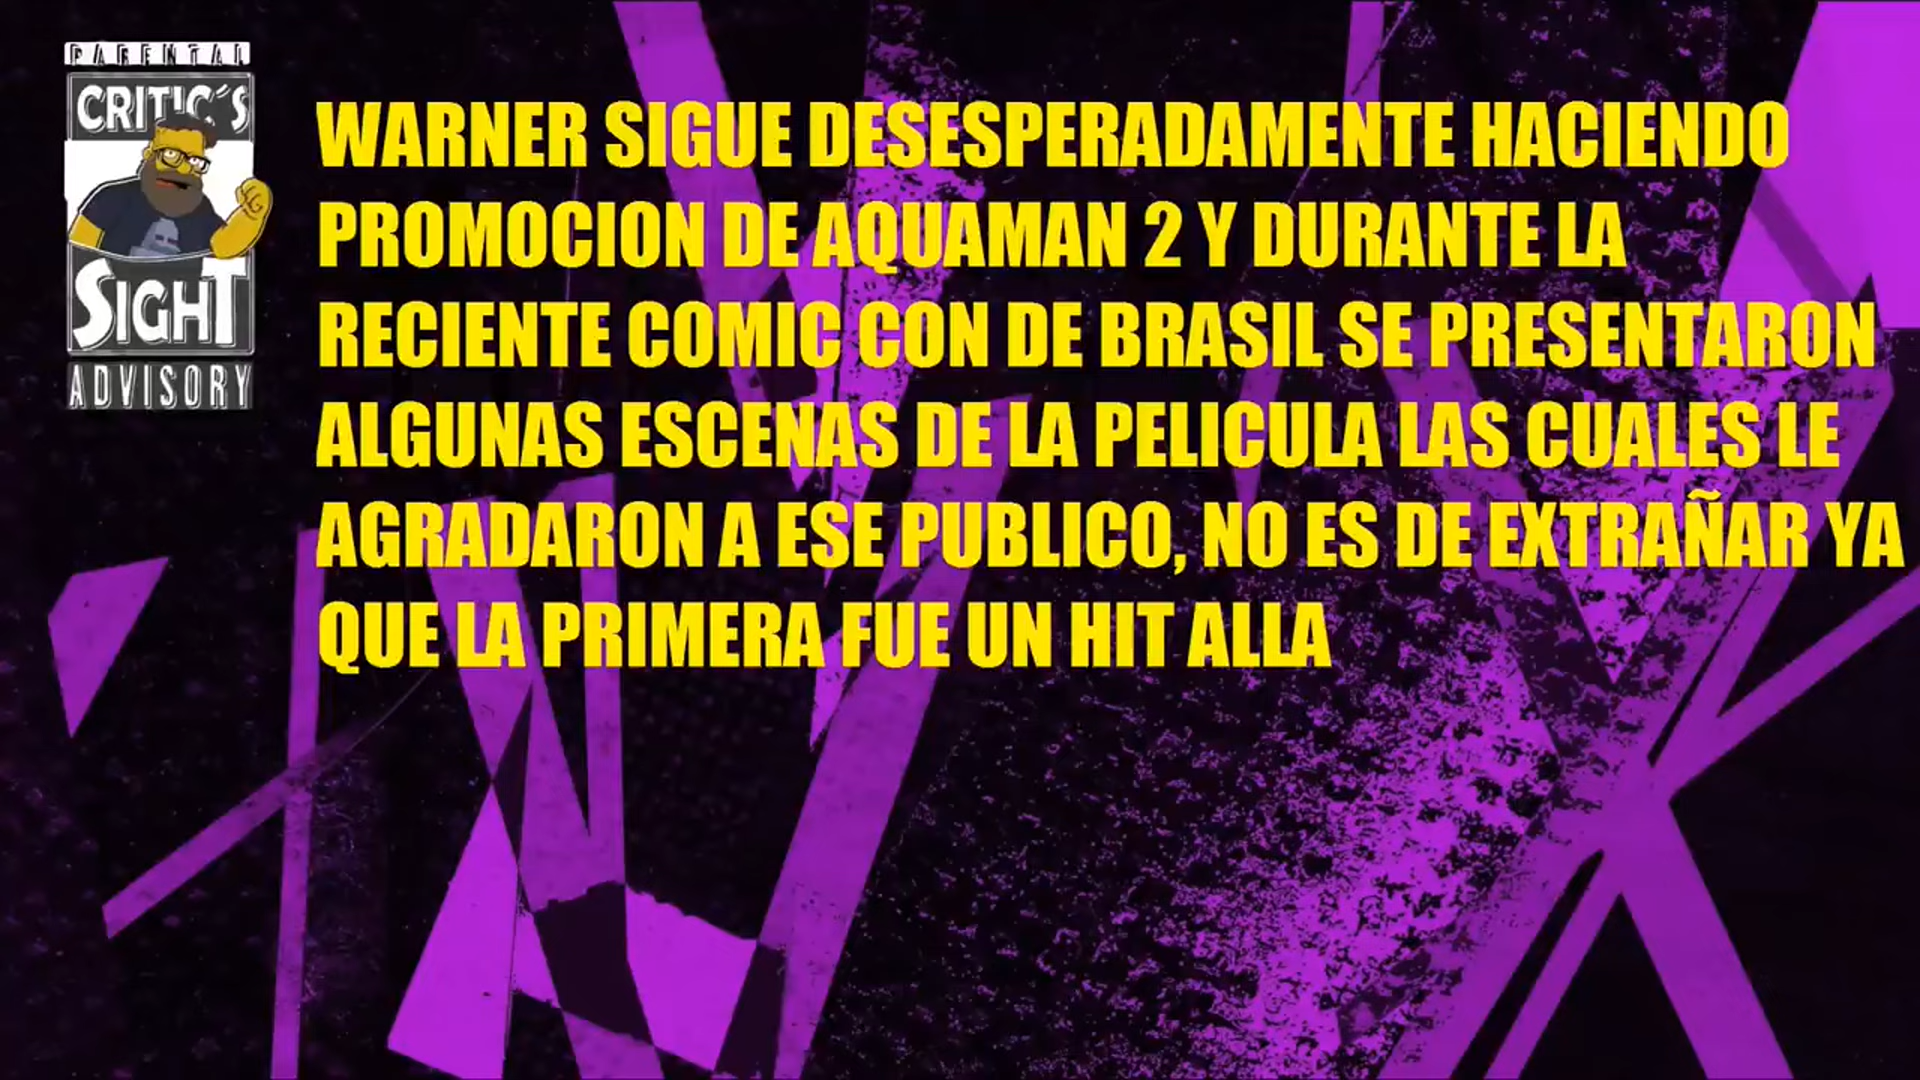 PARENTAL
CRITIC´S
SIGHT
ADVISORY
WARNER SIGUE DESESPERADAMENTE HACIENDO
PROMOCION DE AQUAMAN 2 Y DURANTE LA
RECIENTE COMIC CON DE BRASIL SE PRESENTARON
ALGUNAS ESCENAS DE LA PELICULA LAS CUALES LE
AGRADARON A ESE PUBLICO, NO ES DE EXTRAÑAR YA
QUE LA PRIMERA FUE UN HIT ALLA